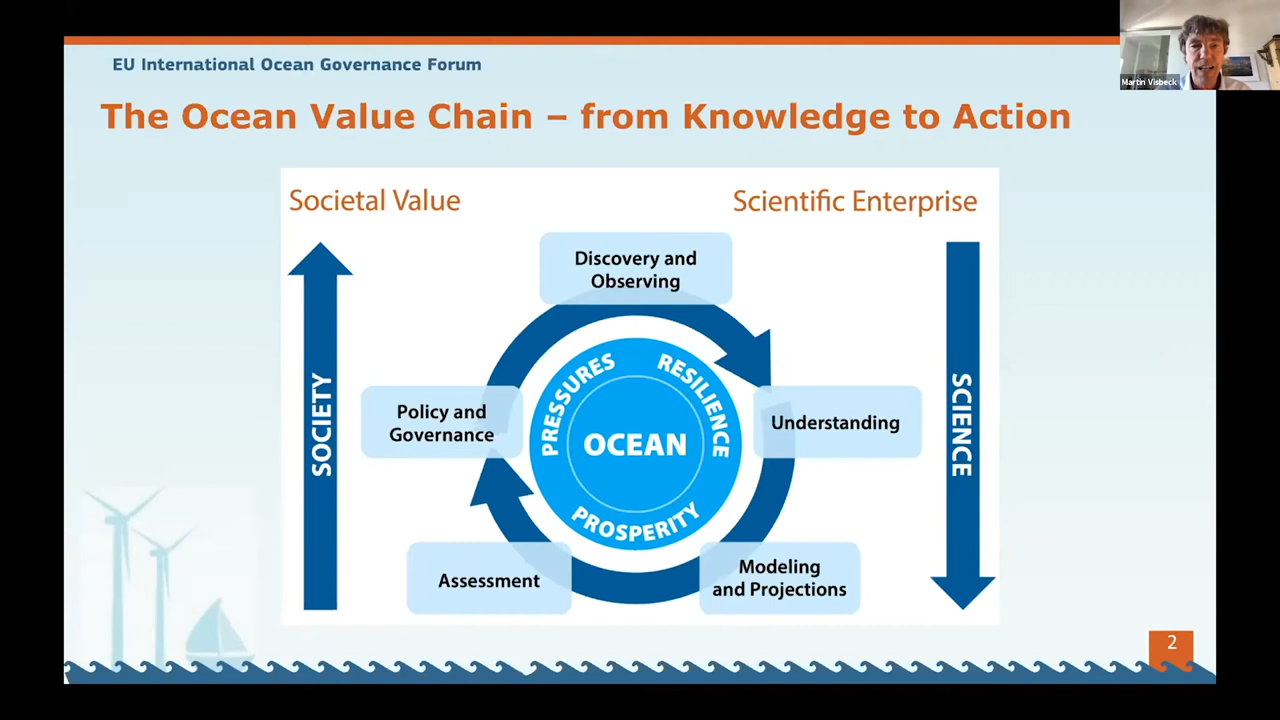 EU International Ocean Governance Forum
Martin Visbeck
The Ocean Value Chain – from Knowledge to Action
Societal Value
Scientific Enterprise
Discovery and
Observing
SOCIETY
Policy and
Governance
PRESSURES
RESILIENCE
OCEAN
PROSPERITY
Understanding
SCIENCE
Assessment
Modeling
and Projections
2